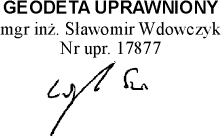 GEODETA UPRAWNIONY
mgr inż. Sławomir Wdowczyk
Nr upr. 17877